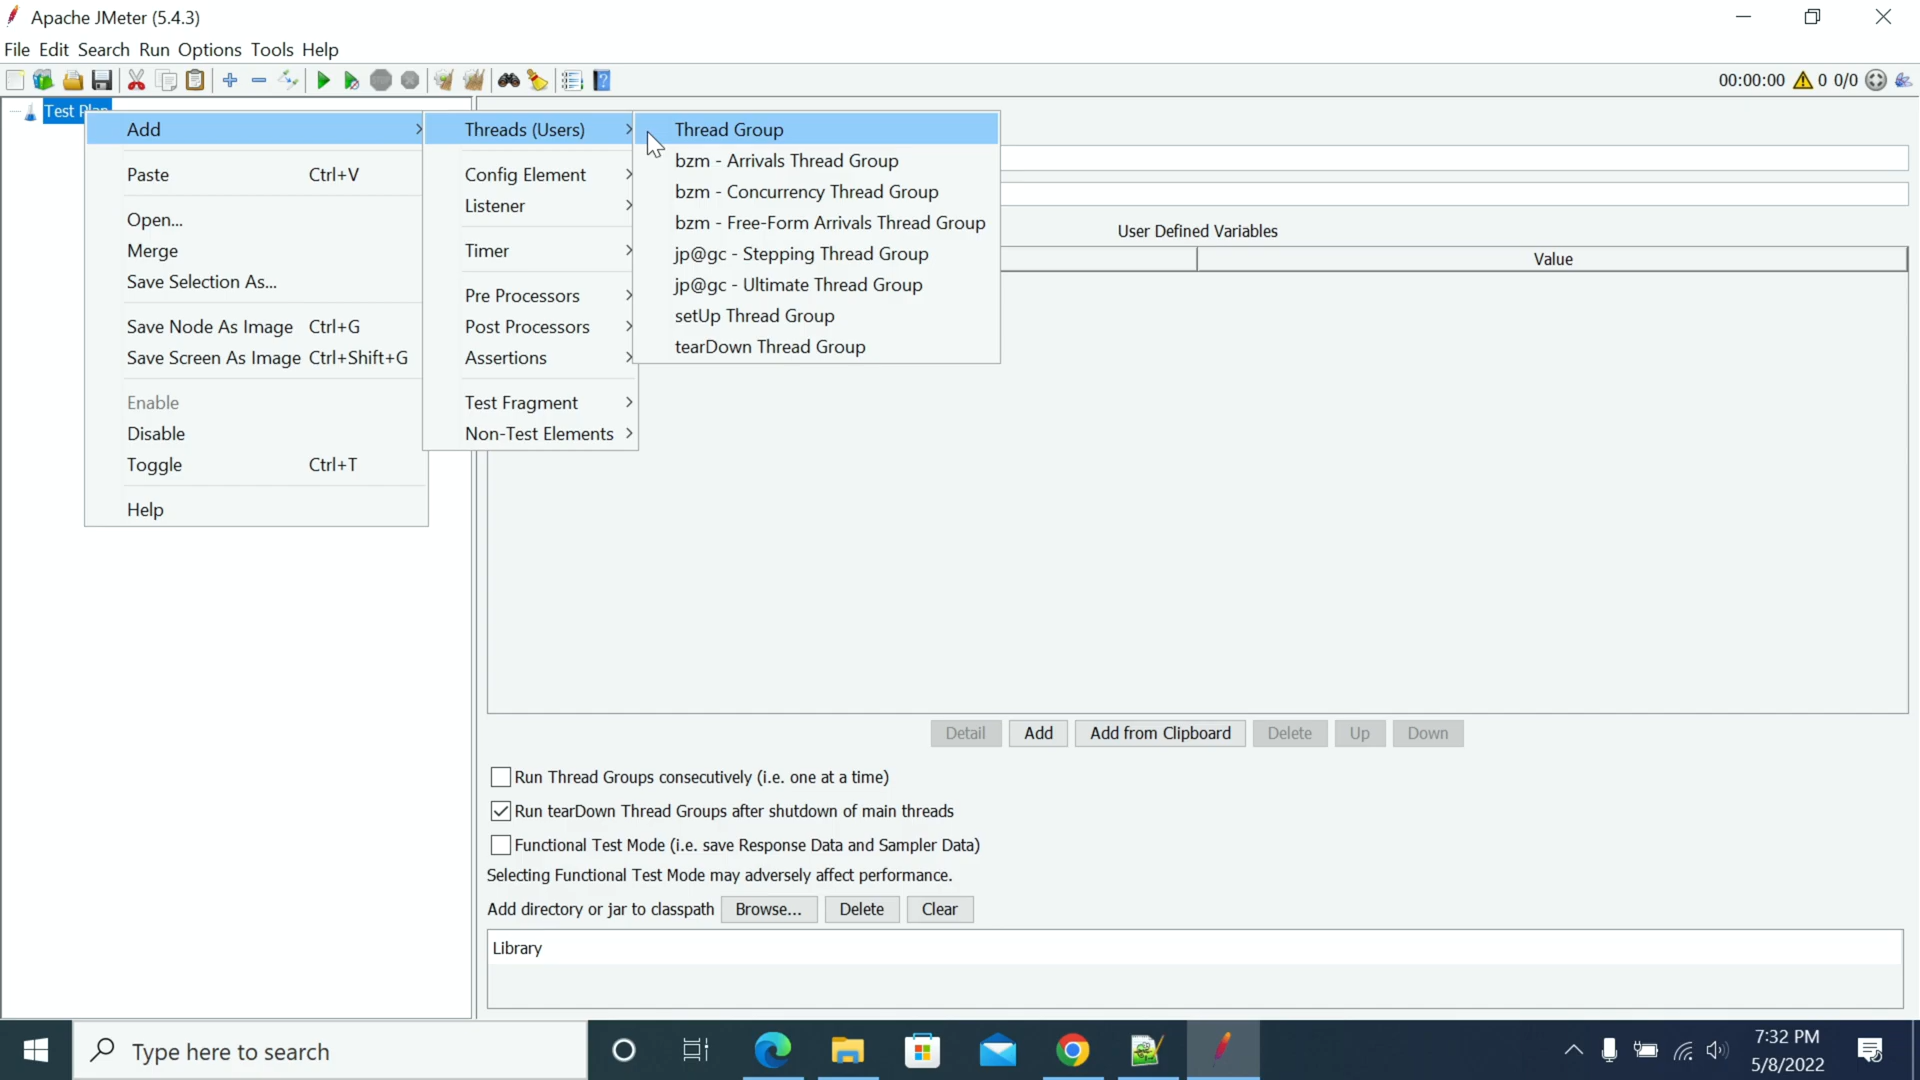 Apache JMeter (5.4.3)
File Edit Search Run Options Tools Help
00:00:00 0 0/0
Test Plan
Add
Paste Ctrl+V
Open...
Merge
Save Selection As...
Save Node As Image Ctrl+G
Save Screen As Image Ctrl+Shift+G
Enable
Disable
Toggle Ctrl+T
Help
Threads (Users)
Config Element
Listener
Timer
Pre Processors
Post Processors
Assertions
Test Fragment
Non-Test Elements
Thread Group
bzm - Arrivals Thread Group
bzm - Concurrency Thread Group
bzm - Free-Form Arrivals Thread Group
jp@gc - Stepping Thread Group
jp@gc - Ultimate Thread Group
setUp Thread Group
tearDown Thread Group
User Defined Variables
Value
Detail Add Add from Clipboard Delete Up Down
Run Thread Groups consecutively (i.e. one at a time)
Run tearDown Thread Groups after shutdown of main threads
Functional Test Mode (i.e. save Response Data and Sampler Data)
Selecting Functional Test Mode may adversely affect performance.
Add directory or jar to classpath Browse... Delete Clear
Library
Type here to search
7:32 PM
5/8/2022